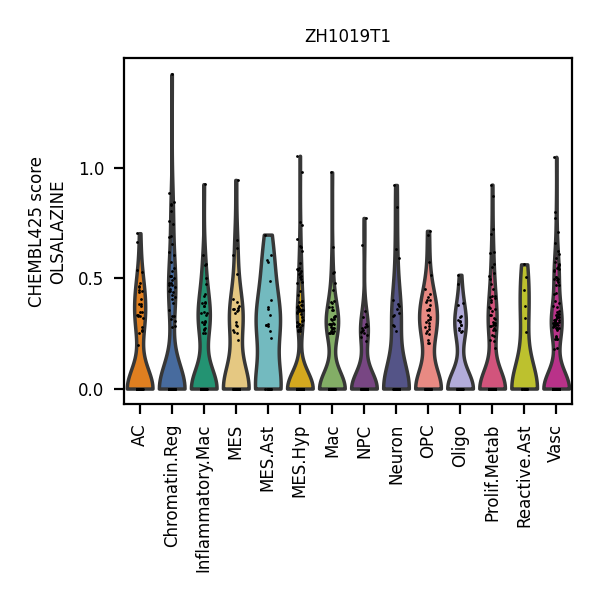 ZH1019T1
CHEMBL425 score
OLSALAZINE
1.0
0.5
0.0
AC
Chromatin.Reg
Inflammatory.Mac
MES
MES.Ast
MES.Hyp
Mac
NPC
Neuron
OPC
Oligo
Prolif.Metab
Reactive.Ast
Vasc